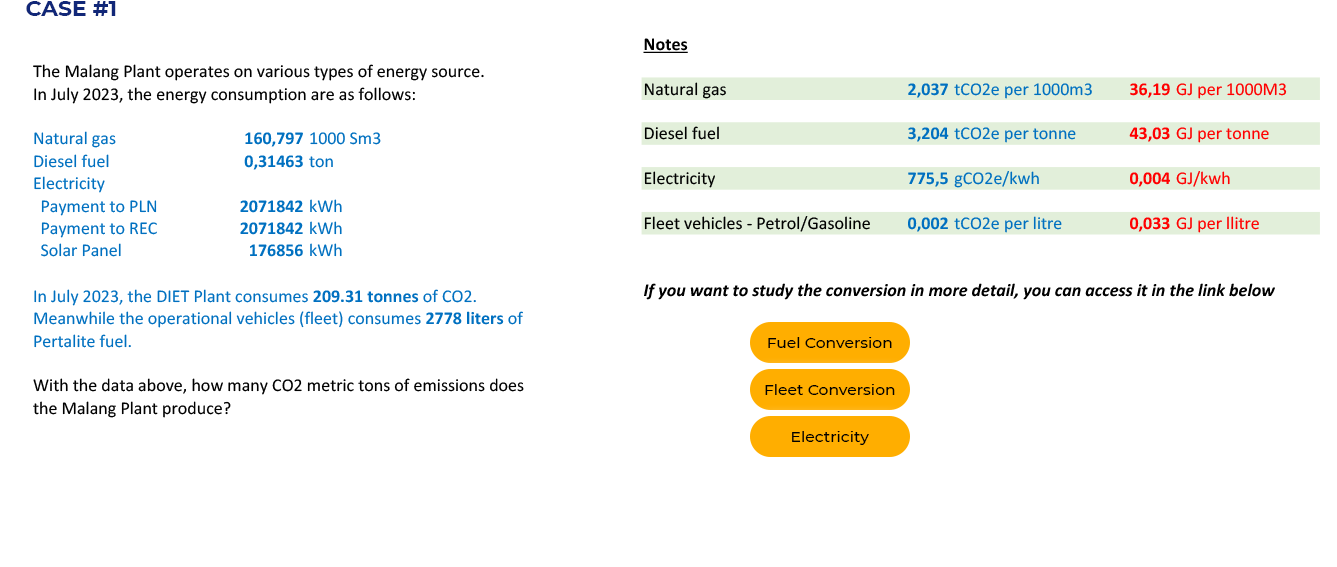 CASE #1
The Malang Plant operates on various types of energy source.
In July 2023, the energy consumption are as follows:
Natural gas 160,797 1000 Sm3
Diesel fuel 0,31463 ton
Electricity
Payment to PLN 2071842 kWh
Payment to REC 2071842 kWh
Solar Panel 176856 kWh
In July 2023, the DIET Plant consumes 209.31 tonnes of CO2.
Meanwhile the operational vehicles (fleet) consumes 2778 liters of
Pertalite fuel.
With the data above, how many CO2 metric tons of emissions does
the Malang Plant produce?
Notes
Natural gas 2,037 tCO2e per 1000m3 36,19 GJ per 1000M3
Diesel fuel 3,204 tCO2e per tonne 43,03 GJ per tonne
Electricity 775,5 gCO2e/kwh 0,004 GJ/kwh
Fleet vehicles - Petrol/Gasoline 0,002 tCO2e per litre 0,033 GJ per llitre
If you want to study the conversion in more detail, you can access it in the link below
Fuel Conversion
Fleet Conversion
Electricity